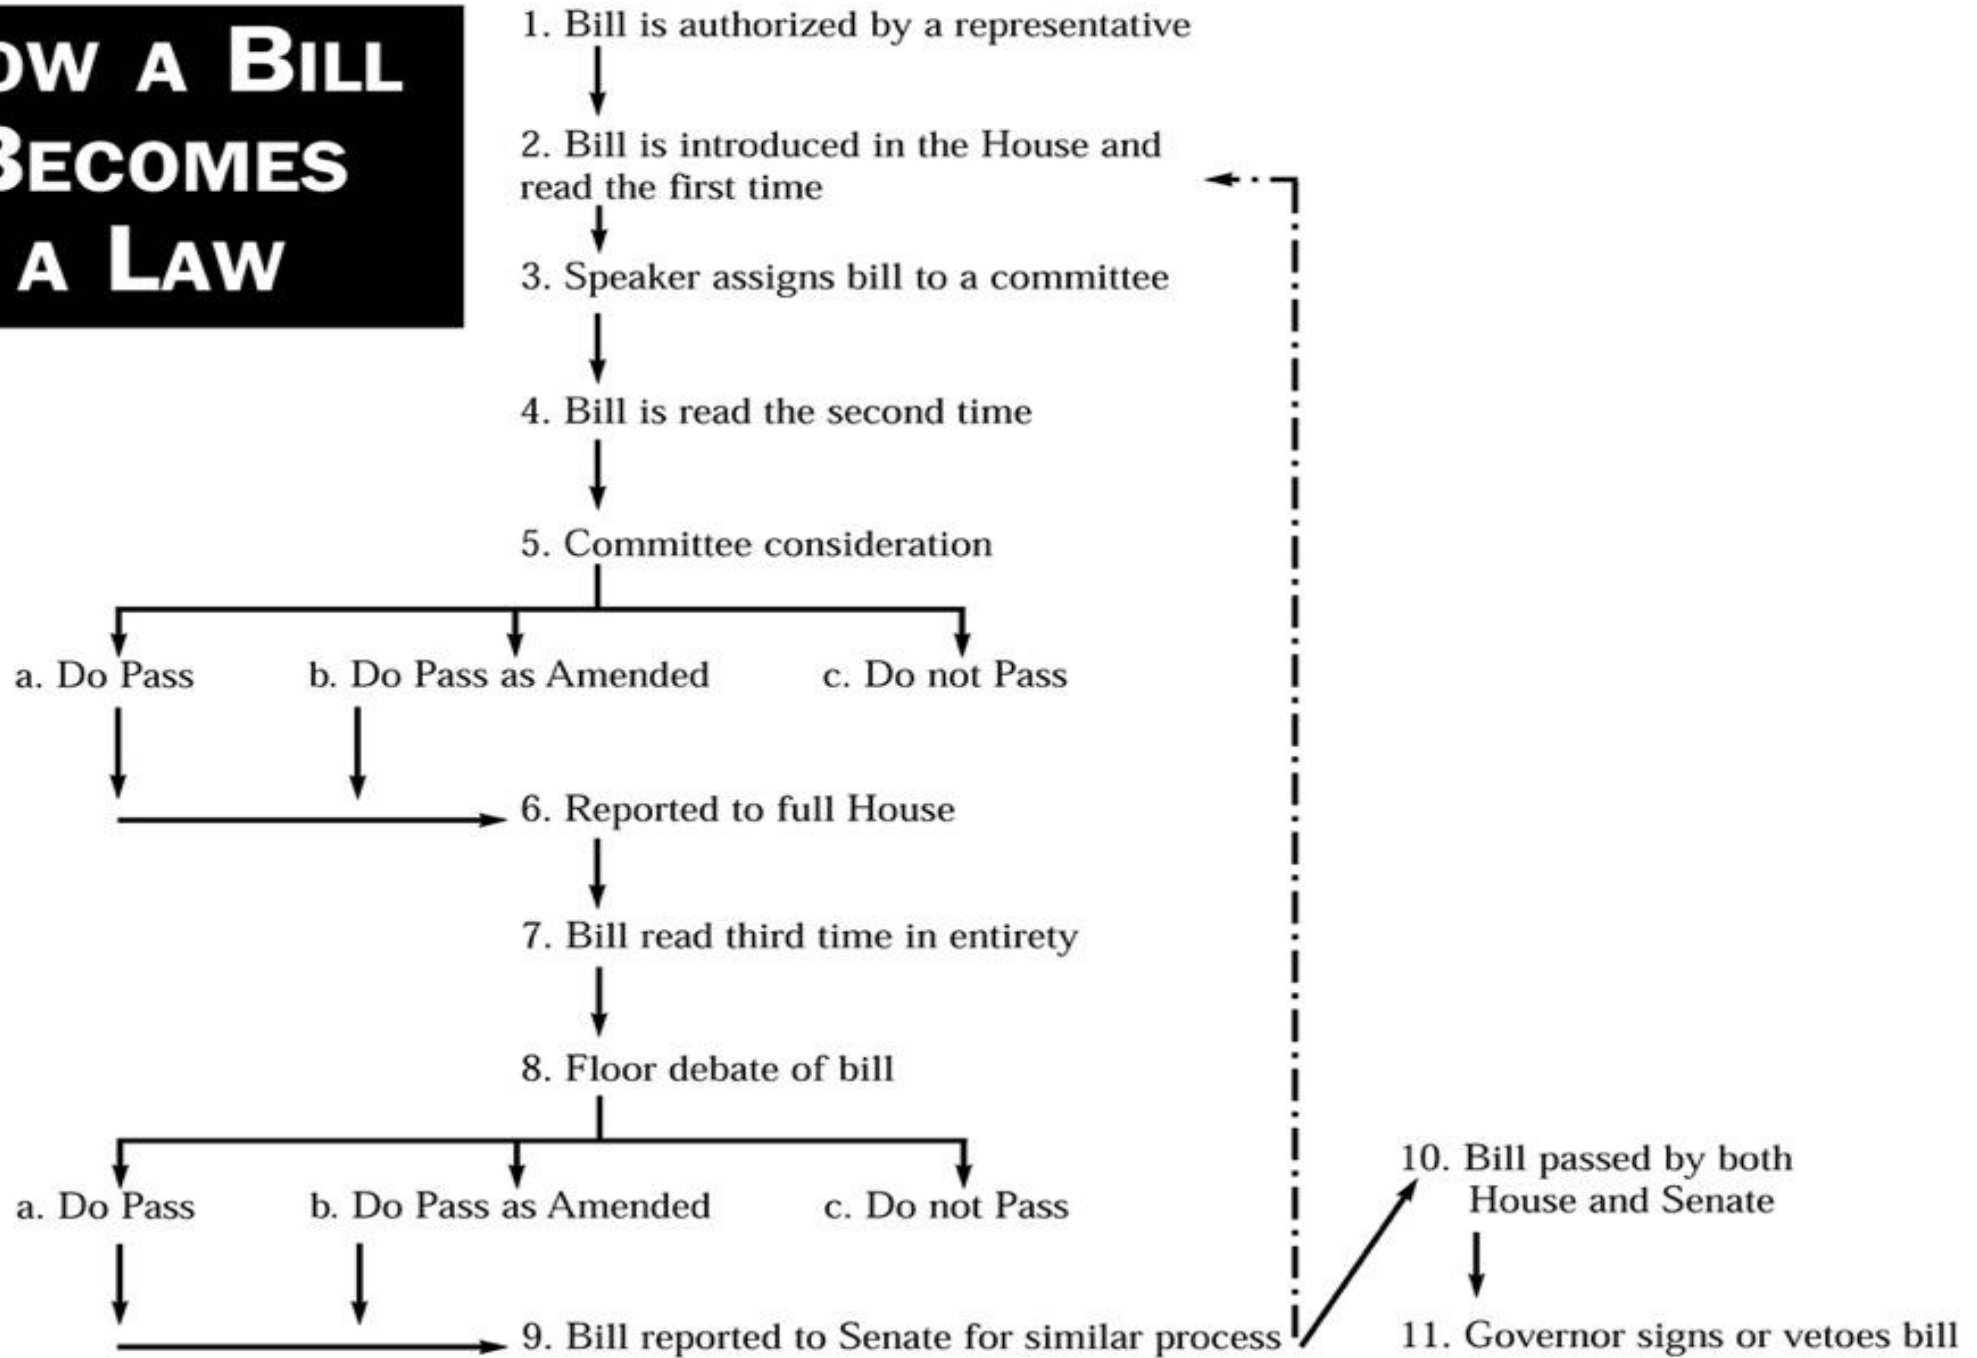 OW A BILL
BECOMES
A LAW
1. Bill is authorized by a representative
2. Bill is introduced in the House and
read the first time
3. Speaker assigns bill to a committee
4. Bill is read the second time
5. Committee consideration
a. Do Pass
b. Do Pass as Amended
c. Do not Pass
6. Reported to full House
7. Bill read third time in entirety
8. Floor debate of bill
a. Do Pass
b. Do Pass as Amended
c. Do not Pass
9. Bill reported to Senate for similar process
10. Bill passed by both
House and Senate
11. Governor signs or vetoes bill